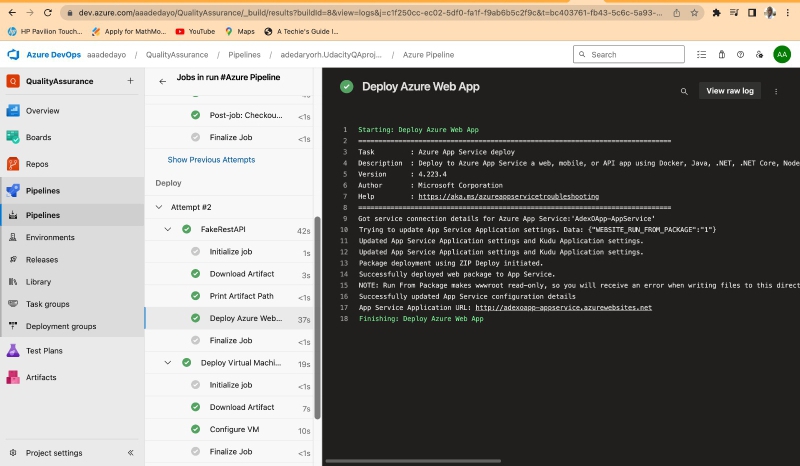 dev.azure.com/aaadedayo/QualityAssurance/_build/results?buildId=8&view=logs&j=c1f250cc-ec02-5df0-fa1f-f9ab6b5c2f9c&t=bc403761-fb43-5c6c-5a93-...
HP Pavilion Touch...
Apply for MathMo...
YouTube
Maps
A Techie's Guide I...
Azure DevOps
aaadedayo / QualityAssurance / Pipelines / adedaryorh.UdacityQAproj... / Azure Pipeline
Search
AA
Q
QualityAssurance
+
Overview
Boards
Repos
Pipelines
Pipelines
Environments
Releases
Library
Task groups
Deployment groups
Test Plans
Artifacts
Project settings
Jobs in run #Azure Pipeline
<1s
Post-job: Checkou... <1s
Finalize Job <1s
Show Previous Attempts
Deploy
Attempt #2
FakeRestAPI 42s
Initialize job 1s
Download Artifact 3s
Print Artifact Path <1s
Deploy Azure Web... 37s
Finalize Job <1s
Deploy Virtual Machi... 19s
Initialize job <1s
Download Artifact 7s
Configure VM 10s
Finalize Job <1s
Deploy Azure Web App
View raw log
1 Starting: Deploy Azure Web App
2 ==============================================================================
3 Task : Azure App Service deploy
4 Description : Deploy to Azure App Service a web, mobile, or API app using Docker, Java, .NET, .NET Core, Node
5 Version : 4.223.4
6 Author : Microsoft Corporation
7 Help : https://aka.ms/azureappservicetroubleshooting
8 ==============================================================================
9 Got service connection details for Azure App Service:'AdexOApp-AppService'
10 Trying to update App Service Application settings. Data: {"WEBSITE_RUN_FROM_PACKAGE":"1"}
11 Updated App Service Application settings and Kudu Application settings.
12 Updated App Service Application settings and Kudu Application settings.
13 Package deployment using ZIP Deploy initiated.
14 Successfully deployed web package to App Service.
15 NOTE: Run From Package makes wwwroot read-only, so you will receive an error when writing files to this direct
16 Successfully updated App Service configuration details
17 App Service Application URL: http://adexoapp-appservice.azurewebsites.net
18 Finishing: Deploy Azure Web App